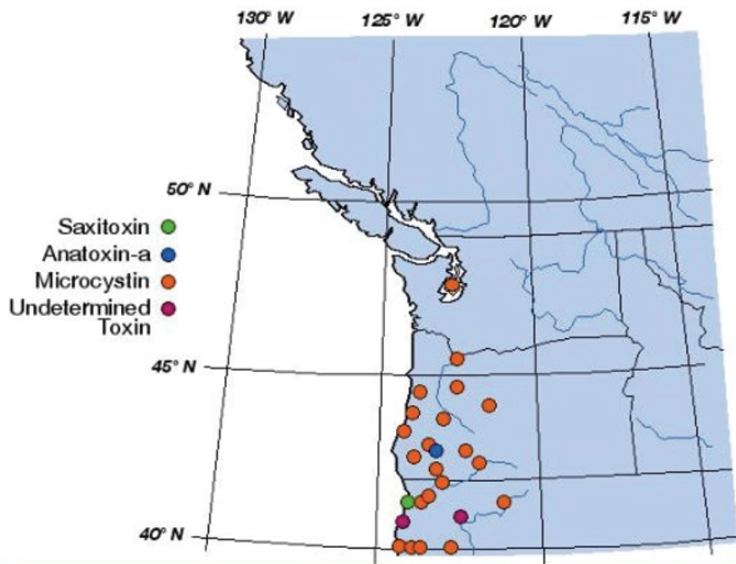 130° W 125° W 120° W 115° W
50° N
Saxitoxin
Anatoxin-a
Microcystin
Undetermined
Toxin
45° N
40° N